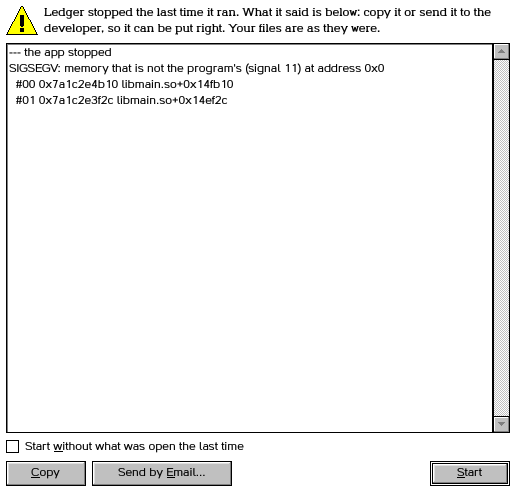 Ledger stopped the last time it ran. What it said is below: copy it or send it to the
developer, so it can be put right. Your files are as they were.
--- the app stopped
SIGSEGV: memory that is not the program's (signal 11) at address 0x0
#00 0x7a1c2e4b10 libmain.so+0x14fb10
#01 0x7a1c2e3f2c libmain.so+0x14ef2c
Start without what was open the last time
Copy
Send by Email...
Start